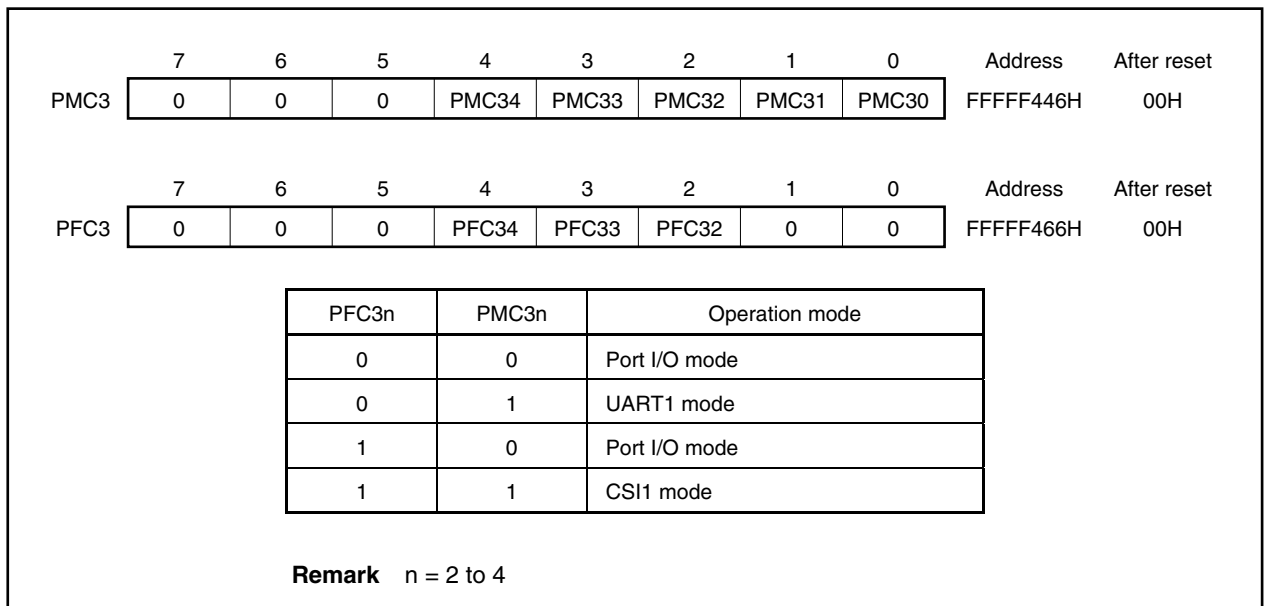 7 6 5 4 3 2 1 0 Address After reset
PMC3 0 0 0 PMC34 PMC33 PMC32 PMC31 PMC30 FFFFF446H 00H
7 6 5 4 3 2 1 0 Address After reset
PFC3 0 0 0 PFC34 PFC33 PFC32 0 0 FFFFF466H 00H
PFC3n PMC3n Operation mode
0 0 Port I/O mode
0 1 UART1 mode
1 0 Port I/O mode
1 1 CSI1 mode
Remark n = 2 to 4